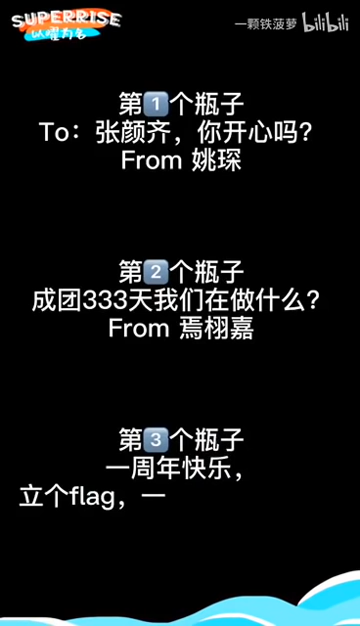 SUPERRISE
以曜为名
一颗铁菠萝 bilibili
第1个瓶子
To：张颜齐，你开心吗？
From 姚琛
第2个瓶子
成团333天我们在做什么？
From 焉栩嘉
第3个瓶子
一周年快乐，
立个flag，一